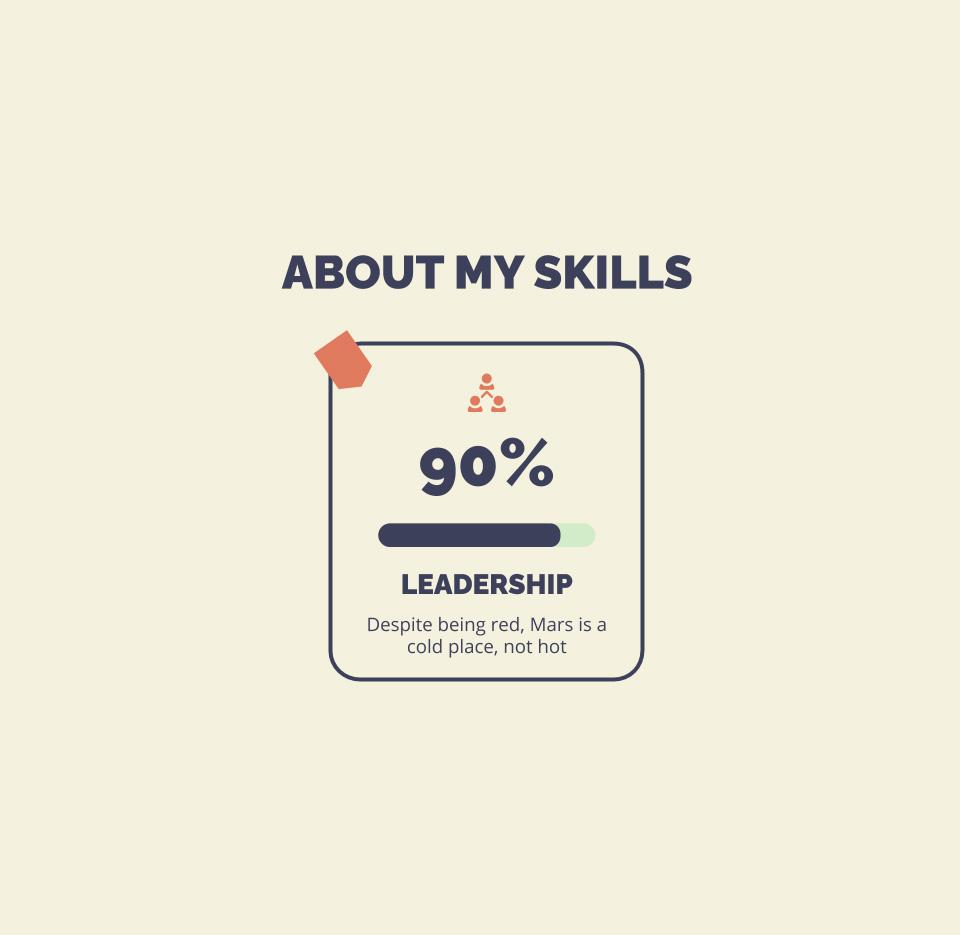 ABOUT MY SKILLS
90%
LEADERSHIP
Despite being red, Mars is a
cold place, not hot